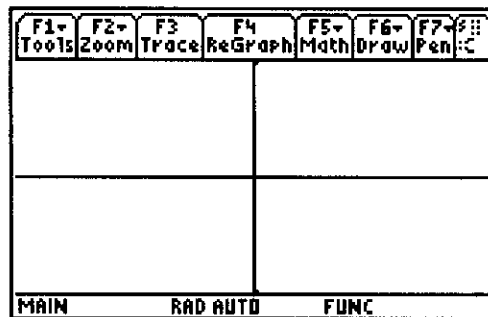 F1▾ F2▾ F3 F4 F5▾ F6▾ F7▾
Tools Zoom Trace ReGraph Math Draw Pen :C
MAIN RAD AUTO FUNC